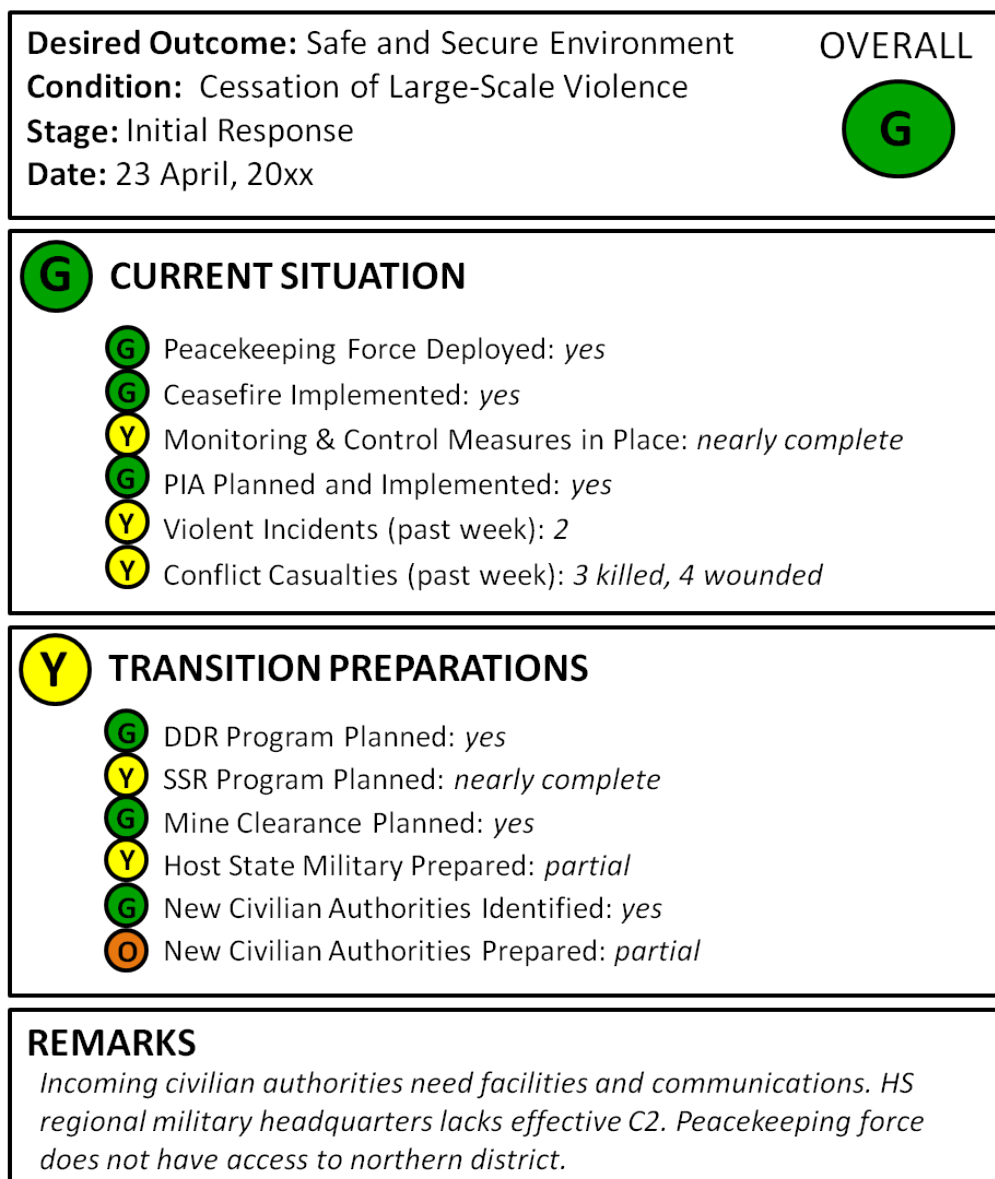 Desired Outcome: Safe and Secure Environment
OVERALL
Condition: Cessation of Large-Scale Violence
G
Stage: Initial Response
Date: 23 April, 20xx
G CURRENT SITUATION
G Peacekeeping Force Deployed: yes
G Ceasefire Implemented: yes
Y Monitoring & Control Measures in Place: nearly complete
G PIA Planned and Implemented: yes
Y Violent Incidents (past week): 2
Y Conflict Casualties (past week): 3 killed, 4 wounded
Y TRANSITION PREPARATIONS
G DDR Program Planned: yes
Y SSR Program Planned: nearly complete
G Mine Clearance Planned: yes
Y Host State Military Prepared: partial
G New Civilian Authorities Identified: yes
O New Civilian Authorities Prepared: partial
REMARKS
Incoming civilian authorities need facilities and communications. HS
regional military headquarters lacks effective C2. Peacekeeping force
does not have access to northern district.